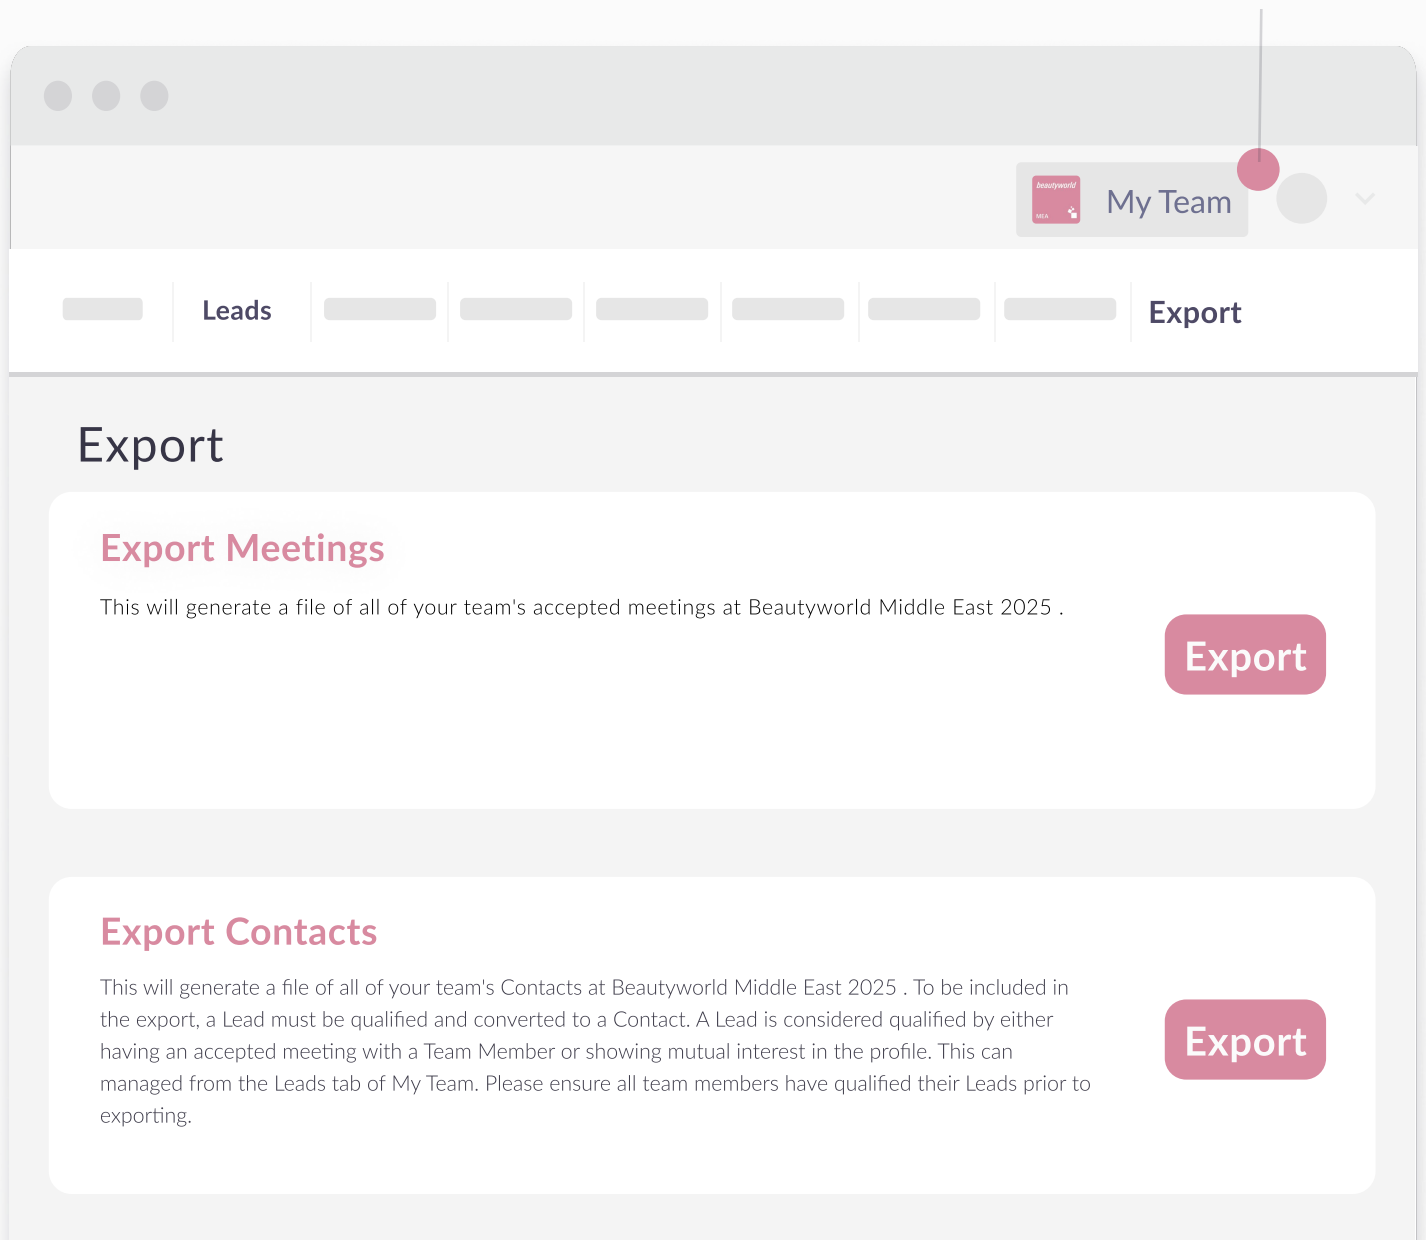 beautyworld
MEA
My Team
Leads
Export
Export
Export Meetings
This will generate a file of all of your team's accepted meetings at Beautyworld Middle East 2025 .
Export
Export Contacts
This will generate a file of all of your team's Contacts at Beautyworld Middle East 2025 . To be included in
the export, a Lead must be qualified and converted to a Contact. A Lead is considered qualified by either
having an accepted meeting with a Team Member or showing mutual interest in the profile. This can
managed from the Leads tab of My Team. Please ensure all team members have qualified their Leads prior to
exporting.
Export